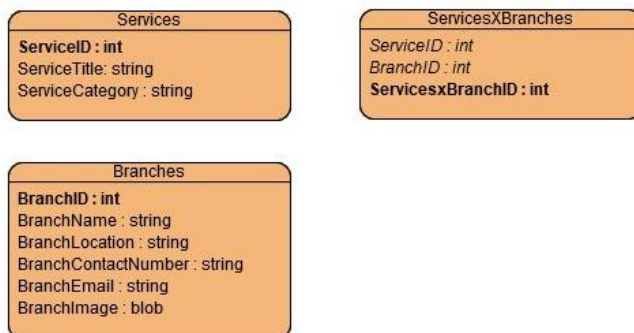 Services
ServiceID : int
ServiceTitle: string
ServiceCategory : string
ServicesXBranches
ServiceID : int
BranchID : int
ServicesxBranchID : int
Branches
BranchID : int
BranchName : string
BranchLocation : string
BranchContactNumber : string
BranchEmail : string
BranchImage : blob